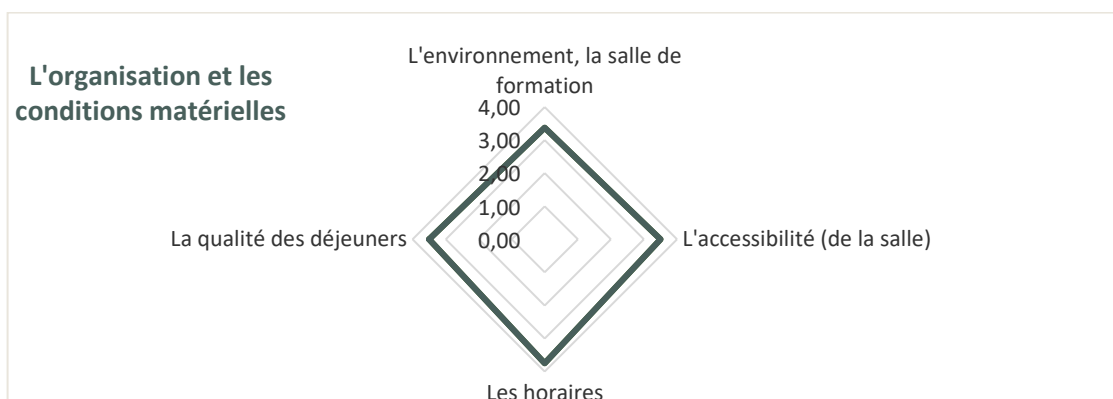 L'organisation et les
conditions matérielles
L'environnement, la salle de
formation
4,00
3,00
2,00
1,00
0,00
La qualité des déjeuners
L'accessibilité (de la salle)
Les horaires